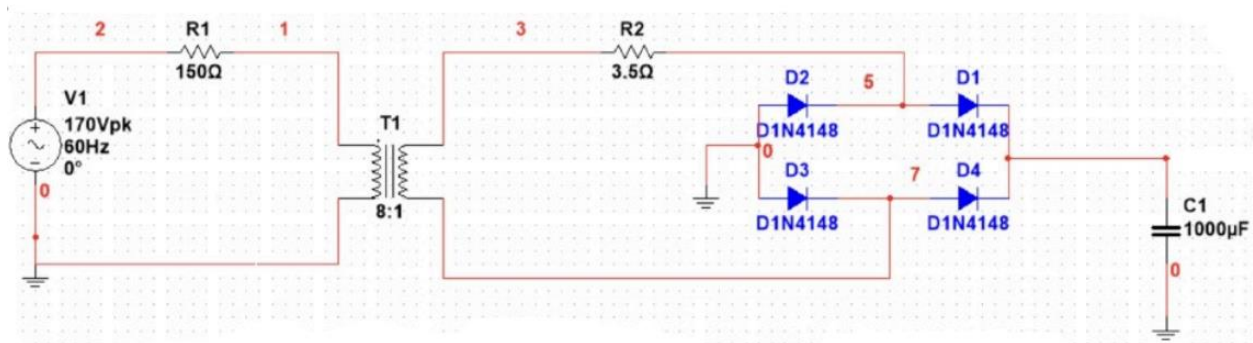 2
R1
1
150Ω
3
R2
3.5Ω
V1
170Vpk
60Hz
0°
0
T1
8:1
D2
5
D1
D1N4148
D1N4148
0
D3
7
D4
D1N4148
D1N4148
C1
1000µF
0